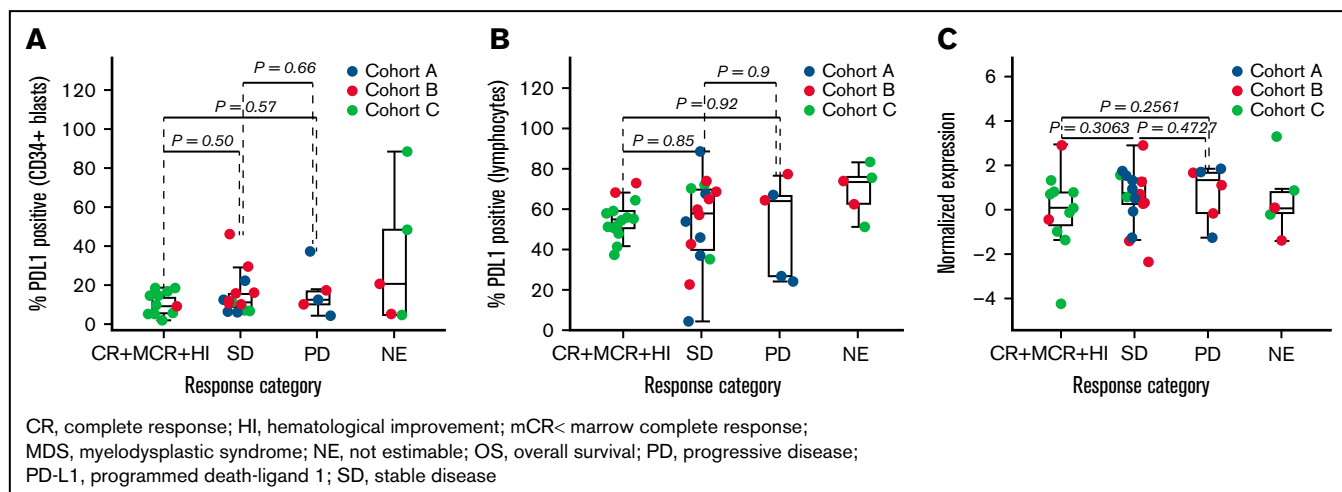 A
% PDL1 positive (CD34+ blasts)
120
100
80
60
40
20
0
P = 0.66
P = 0.57
P = 0.50
Cohort A
Cohort B
Cohort C
CR+MCR+HI SD PD NE
Response category
B
% PDL1 positive (lymphocytes)
120
100
80
60
40
20
0
P = 0.9
P = 0.92
P = 0.85
Cohort A
Cohort B
Cohort C
CR+MCR+HI SD PD NE
Response category
C
Normalized expression
6
4
2
0
−2
−4
P = 0.2561
P = 0.3063
P = 0.4727
Cohort A
Cohort B
Cohort C
CR+MCR+HI SD PD NE
Response category
CR, complete response; HI, hematological improvement; mCR< marrow complete response;
MDS, myelodysplastic syndrome; NE, not estimable; OS, overall survival; PD, progressive disease;
PD-L1, programmed death-ligand 1; SD, stable disease